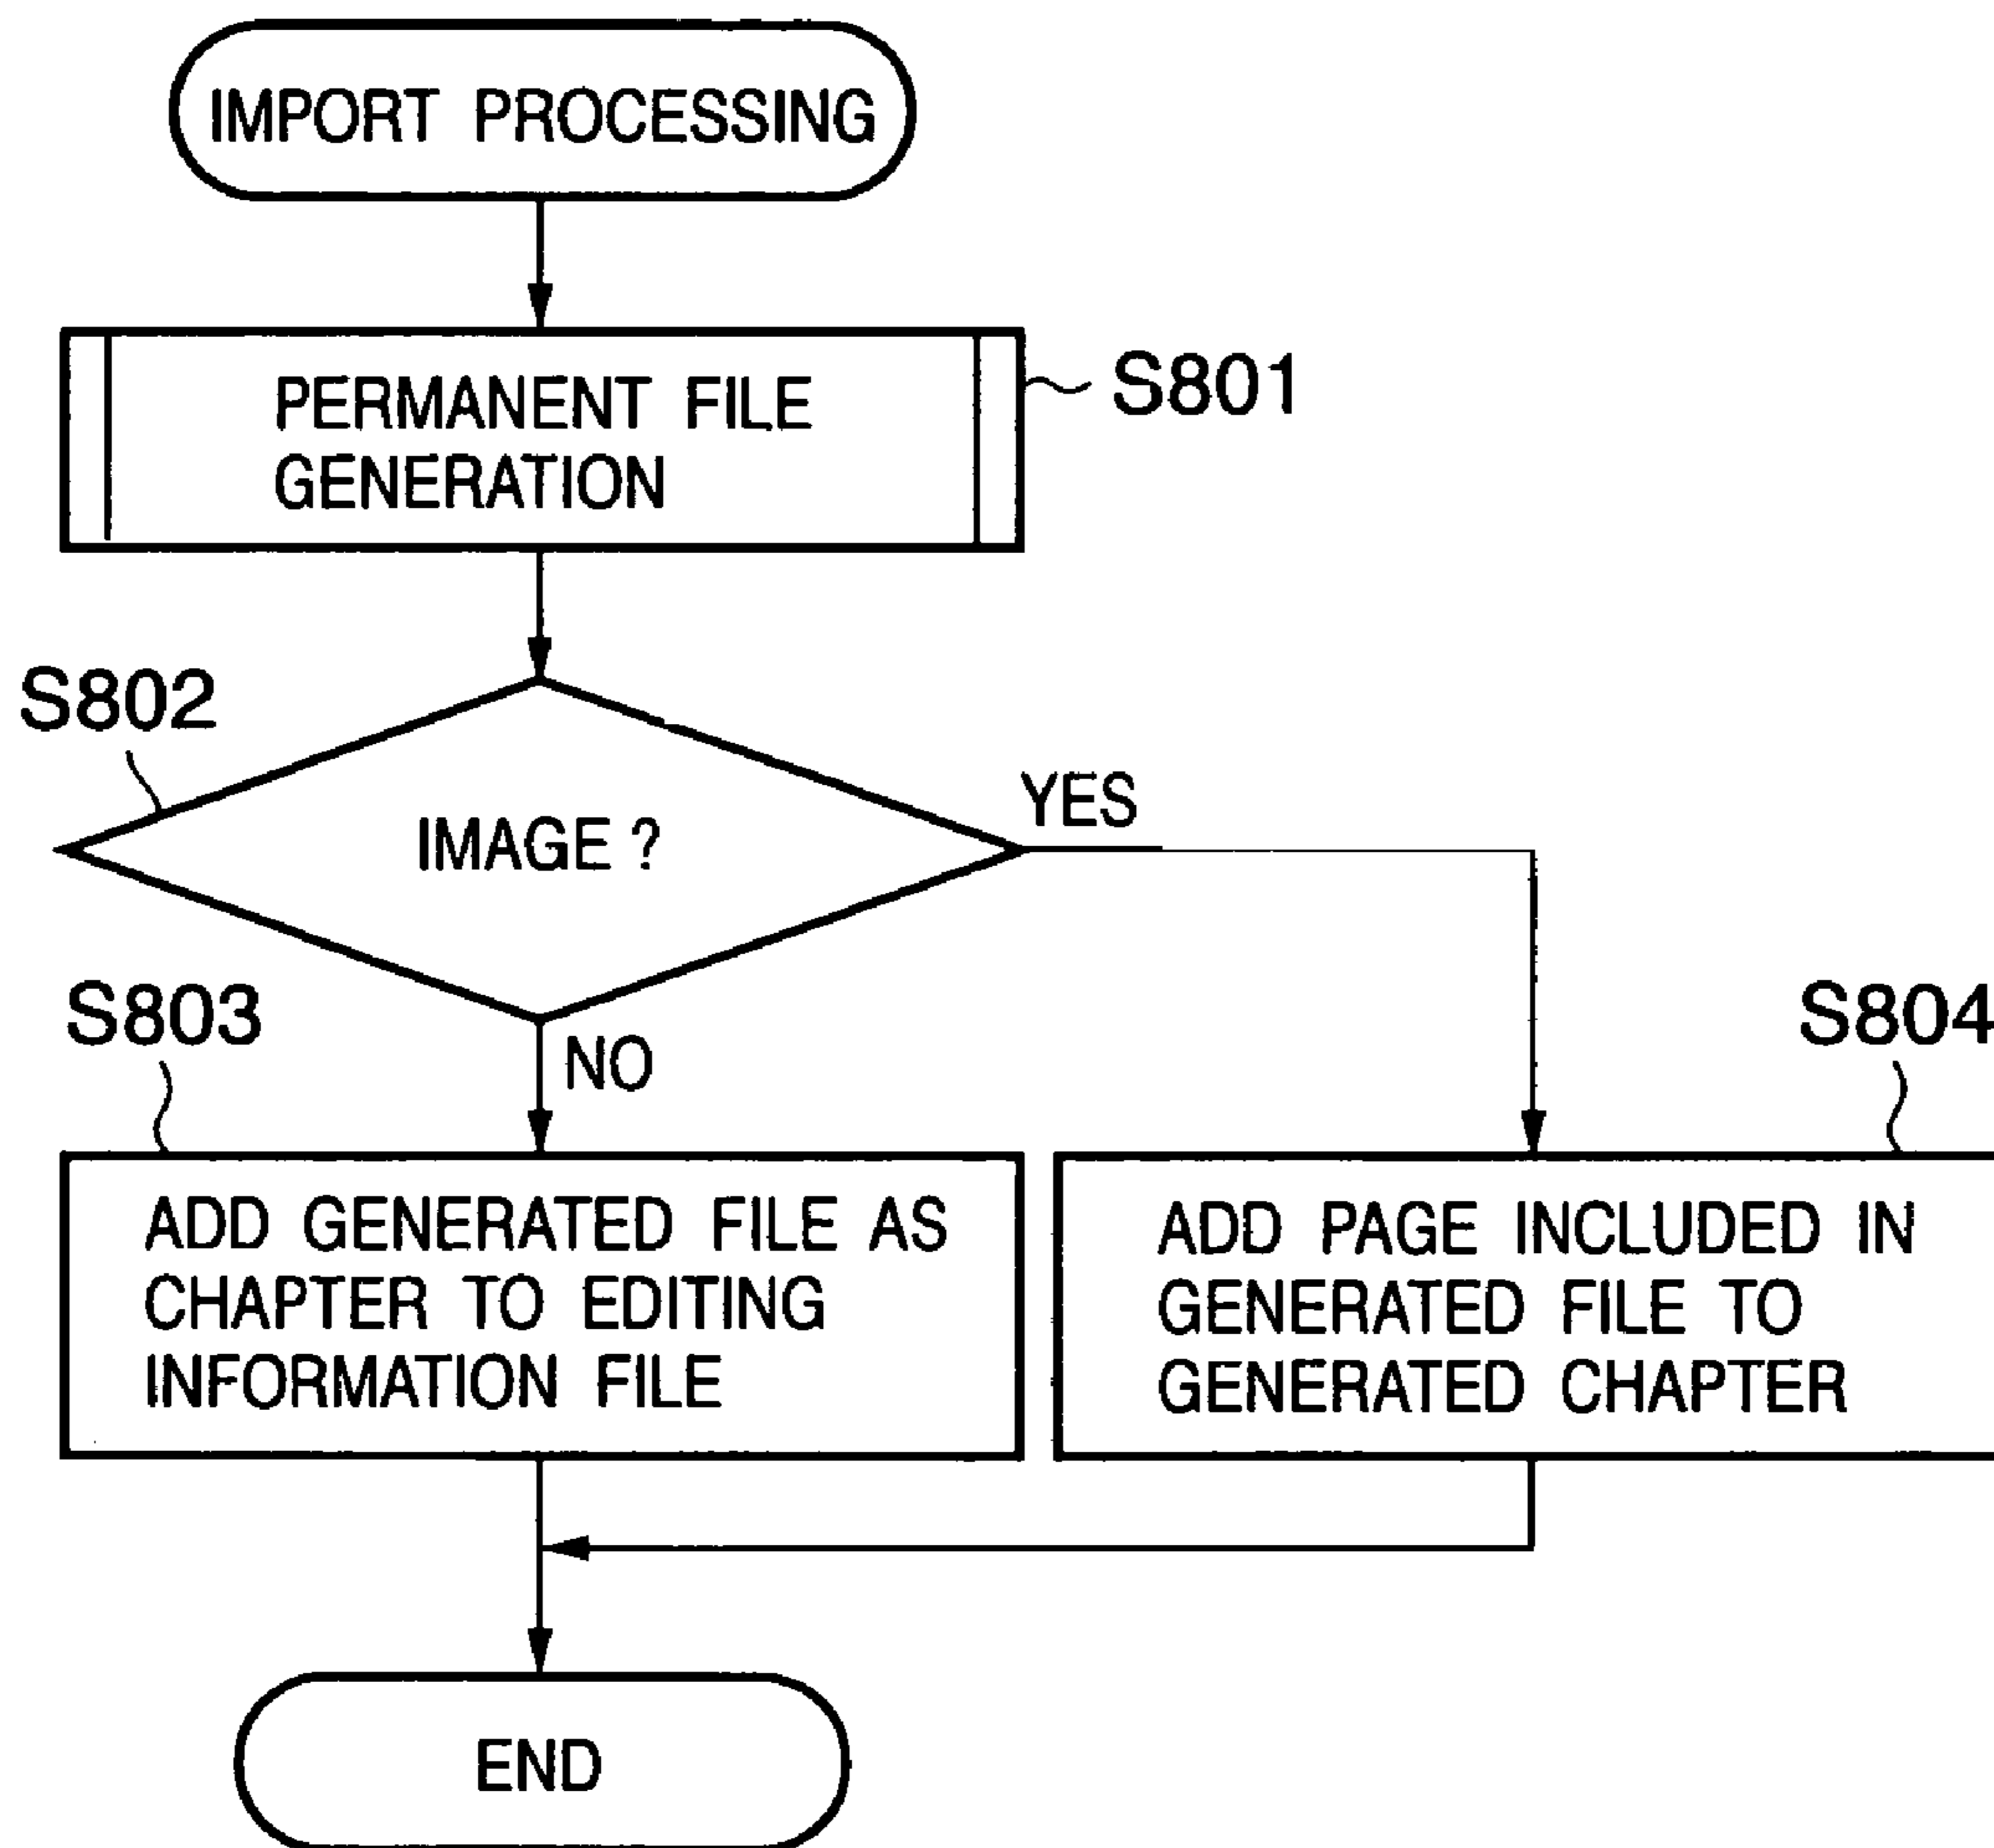 IMPORT PROCESSING
PERMANENT FILE
GENERATION
S801
S802
IMAGE ?
YES
NO
S803
ADD GENERATED FILE AS
CHAPTER TO EDITING
INFORMATION FILE
S804
ADD PAGE INCLUDED IN
GENERATED FILE TO
GENERATED CHAPTER
END